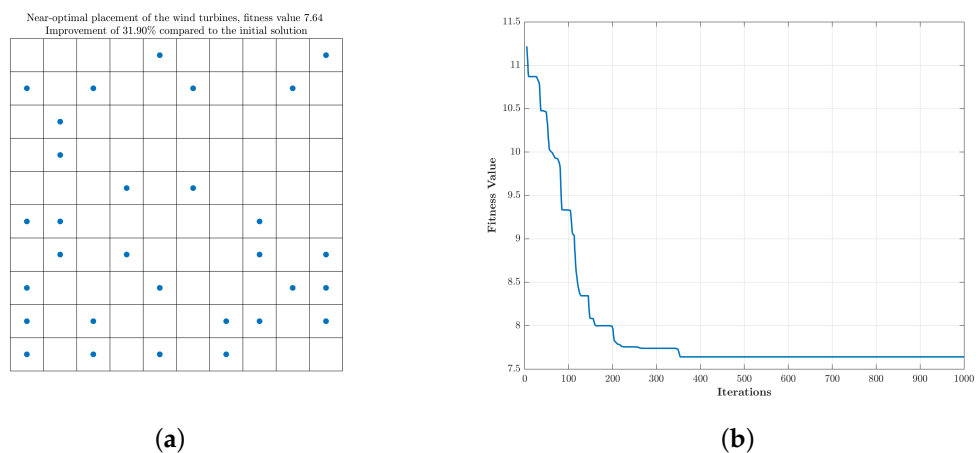 Near-optimal placement of the wind turbines, fitness value 7.64
Improvement of 31.90% compared to the initial solution
(a)
Fitness Value
11.5
11
10.5
10
9.5
9
8.5
8
7.5
0 100 200 300 400 500 600 700 800 900 1000
Iterations
(b)